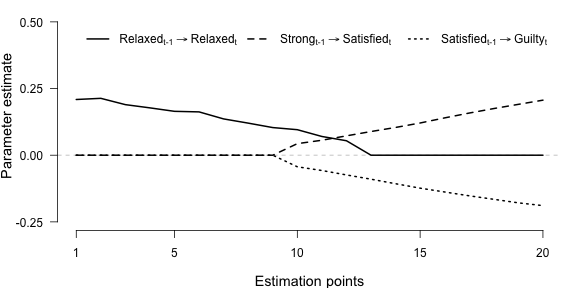 0.50
Relaxedt-1 → Relaxedt
Strongt-1 → Satisfiedt
Satisfiedt-1 → Guiltyt
0.25
0.00
-0.25
Parameter estimate
1 5 10 15 20
Estimation points